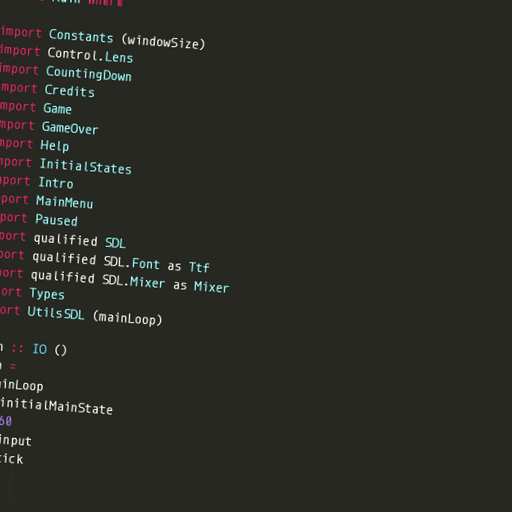 Main where
import Constants (windowSize)
import Control.Lens
import CountingDown
import Credits
import Game
import GameOver
import Help
import InitialStates
import Intro
import MainMenu
import Paused
import qualified SDL
import qualified SDL.Font as Ttf
import qualified SDL.Mixer as Mixer
import Types
import UtilsSDL (mainLoop)
:: IO ()
=
mainLoop
initialMainState
60
input
tick